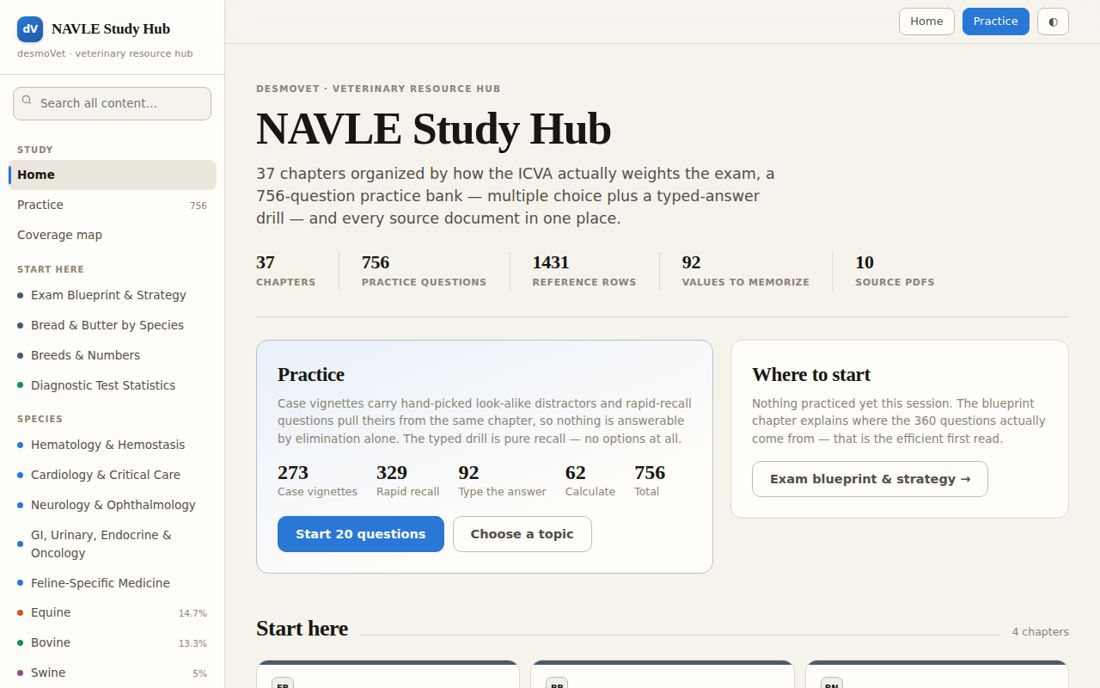 dV NAVLE Study Hub
desmoVet · veterinary resource hub
Search all content…
STUDY
Home
Practice 756
Coverage map
START HERE
Exam Blueprint & Strategy
Bread & Butter by Species
Breeds & Numbers
Diagnostic Test Statistics
SPECIES
Hematology & Hemostasis
Cardiology & Critical Care
Neurology & Ophthalmology
GI, Urinary, Endocrine &
Oncology
Feline-Specific Medicine
Equine 14.7%
Bovine 13.3%
Swine 5%
Home Practice
DESMOVET · VETERINARY RESOURCE HUB
NAVLE Study Hub
37 chapters organized by how the ICVA actually weights the exam, a
756-question practice bank — multiple choice plus a typed-answer
drill — and every source document in one place.
37 756 1431 92 10
CHAPTERS PRACTICE QUESTIONS REFERENCE ROWS VALUES TO MEMORIZE SOURCE PDFS
Practice
Case vignettes carry hand-picked look-alike distractors and rapid-recall
questions pull theirs from the same chapter, so nothing is answerable
by elimination alone. The typed drill is pure recall — no options at all.
273 329 92 62 756
Case vignettes Rapid recall Type the answer Calculate Total
Start 20 questions Choose a topic
Where to start
Nothing practiced yet this session. The blueprint
chapter explains where the 360 questions actually
come from — that is the efficient first read.
Exam blueprint & strategy →
Start here 4 chapters